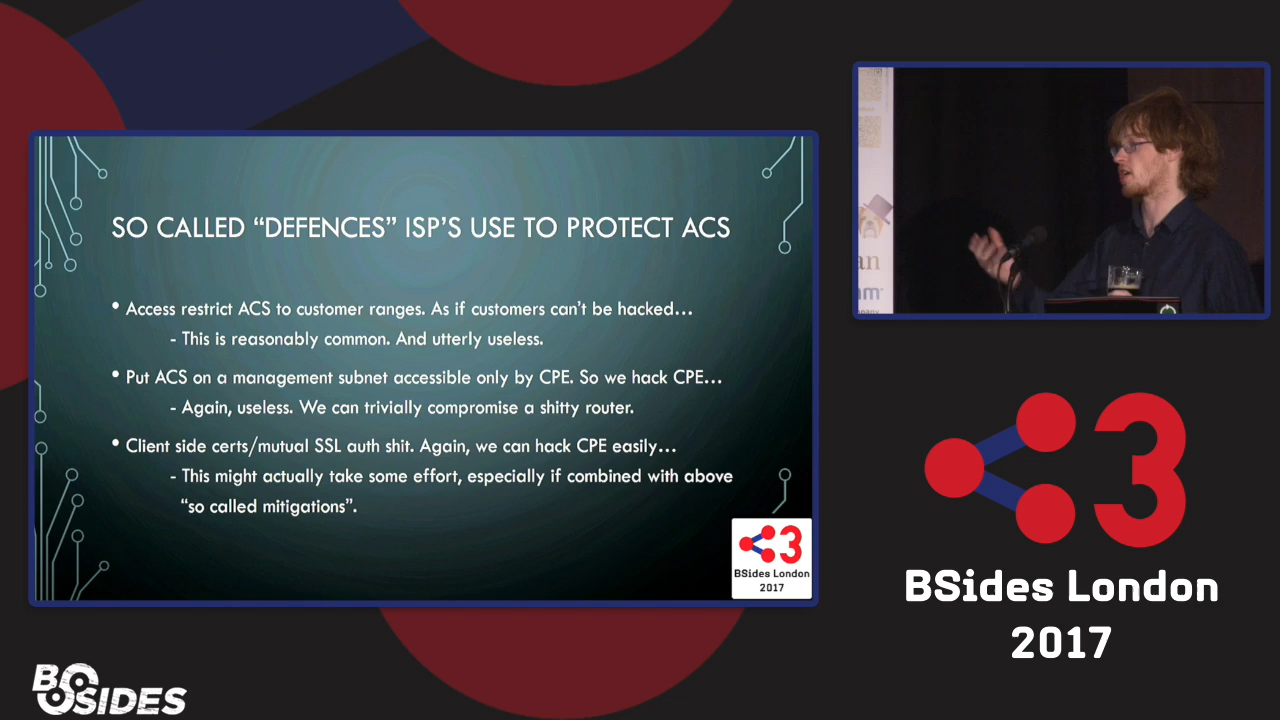 SO CALLED “DEFENCES” ISP’S USE TO PROTECT ACS
• Access restrict ACS to customer ranges. As if customers can’t be hacked…
- This is reasonably common. And utterly useless.
• Put ACS on a management subnet accessible only by CPE. So we hack CPE…
- Again, useless. We can trivially compromise a shitty router.
• Client side certs/mutual SSL auth shit. Again, we can hack CPE easily…
- This might actually take some effort, especially if combined with above
“so called mitigations”.
3
BSides London
2017
an
3
BSides London
2017
BSIDES